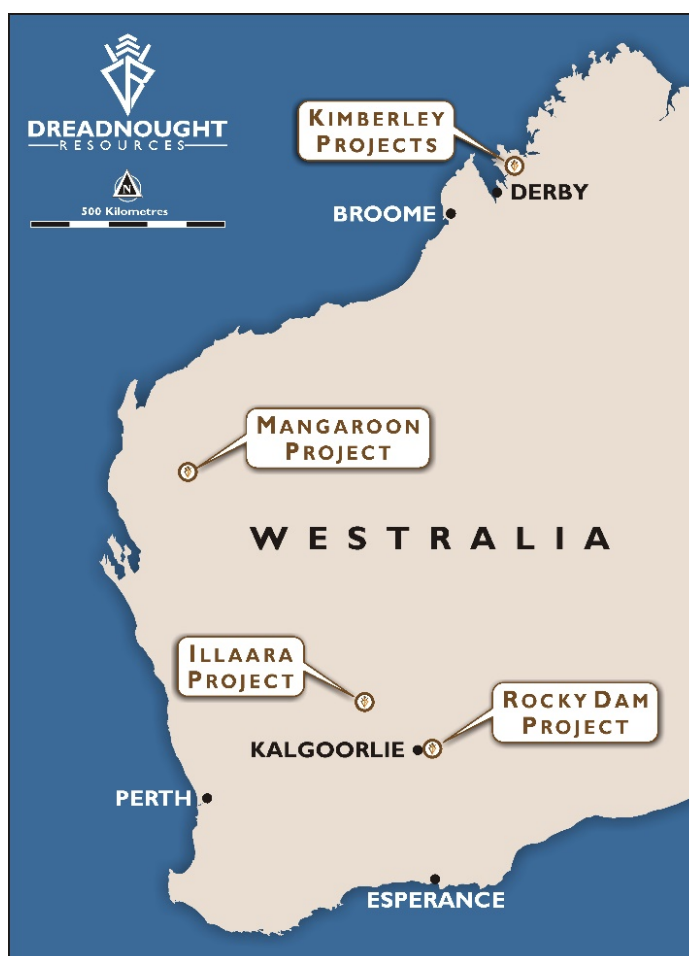 DREADNOUGHT
RESOURCES
N
500 Kilometres
KIMBERLEY
PROJECTS
DERBY
BROOME
MANGAROON
PROJECT
WESTRALIA
ILLAARA
PROJECT
ROCKY DAM
PROJECT
KALGOORLIE
PERTH
ESPERANCE